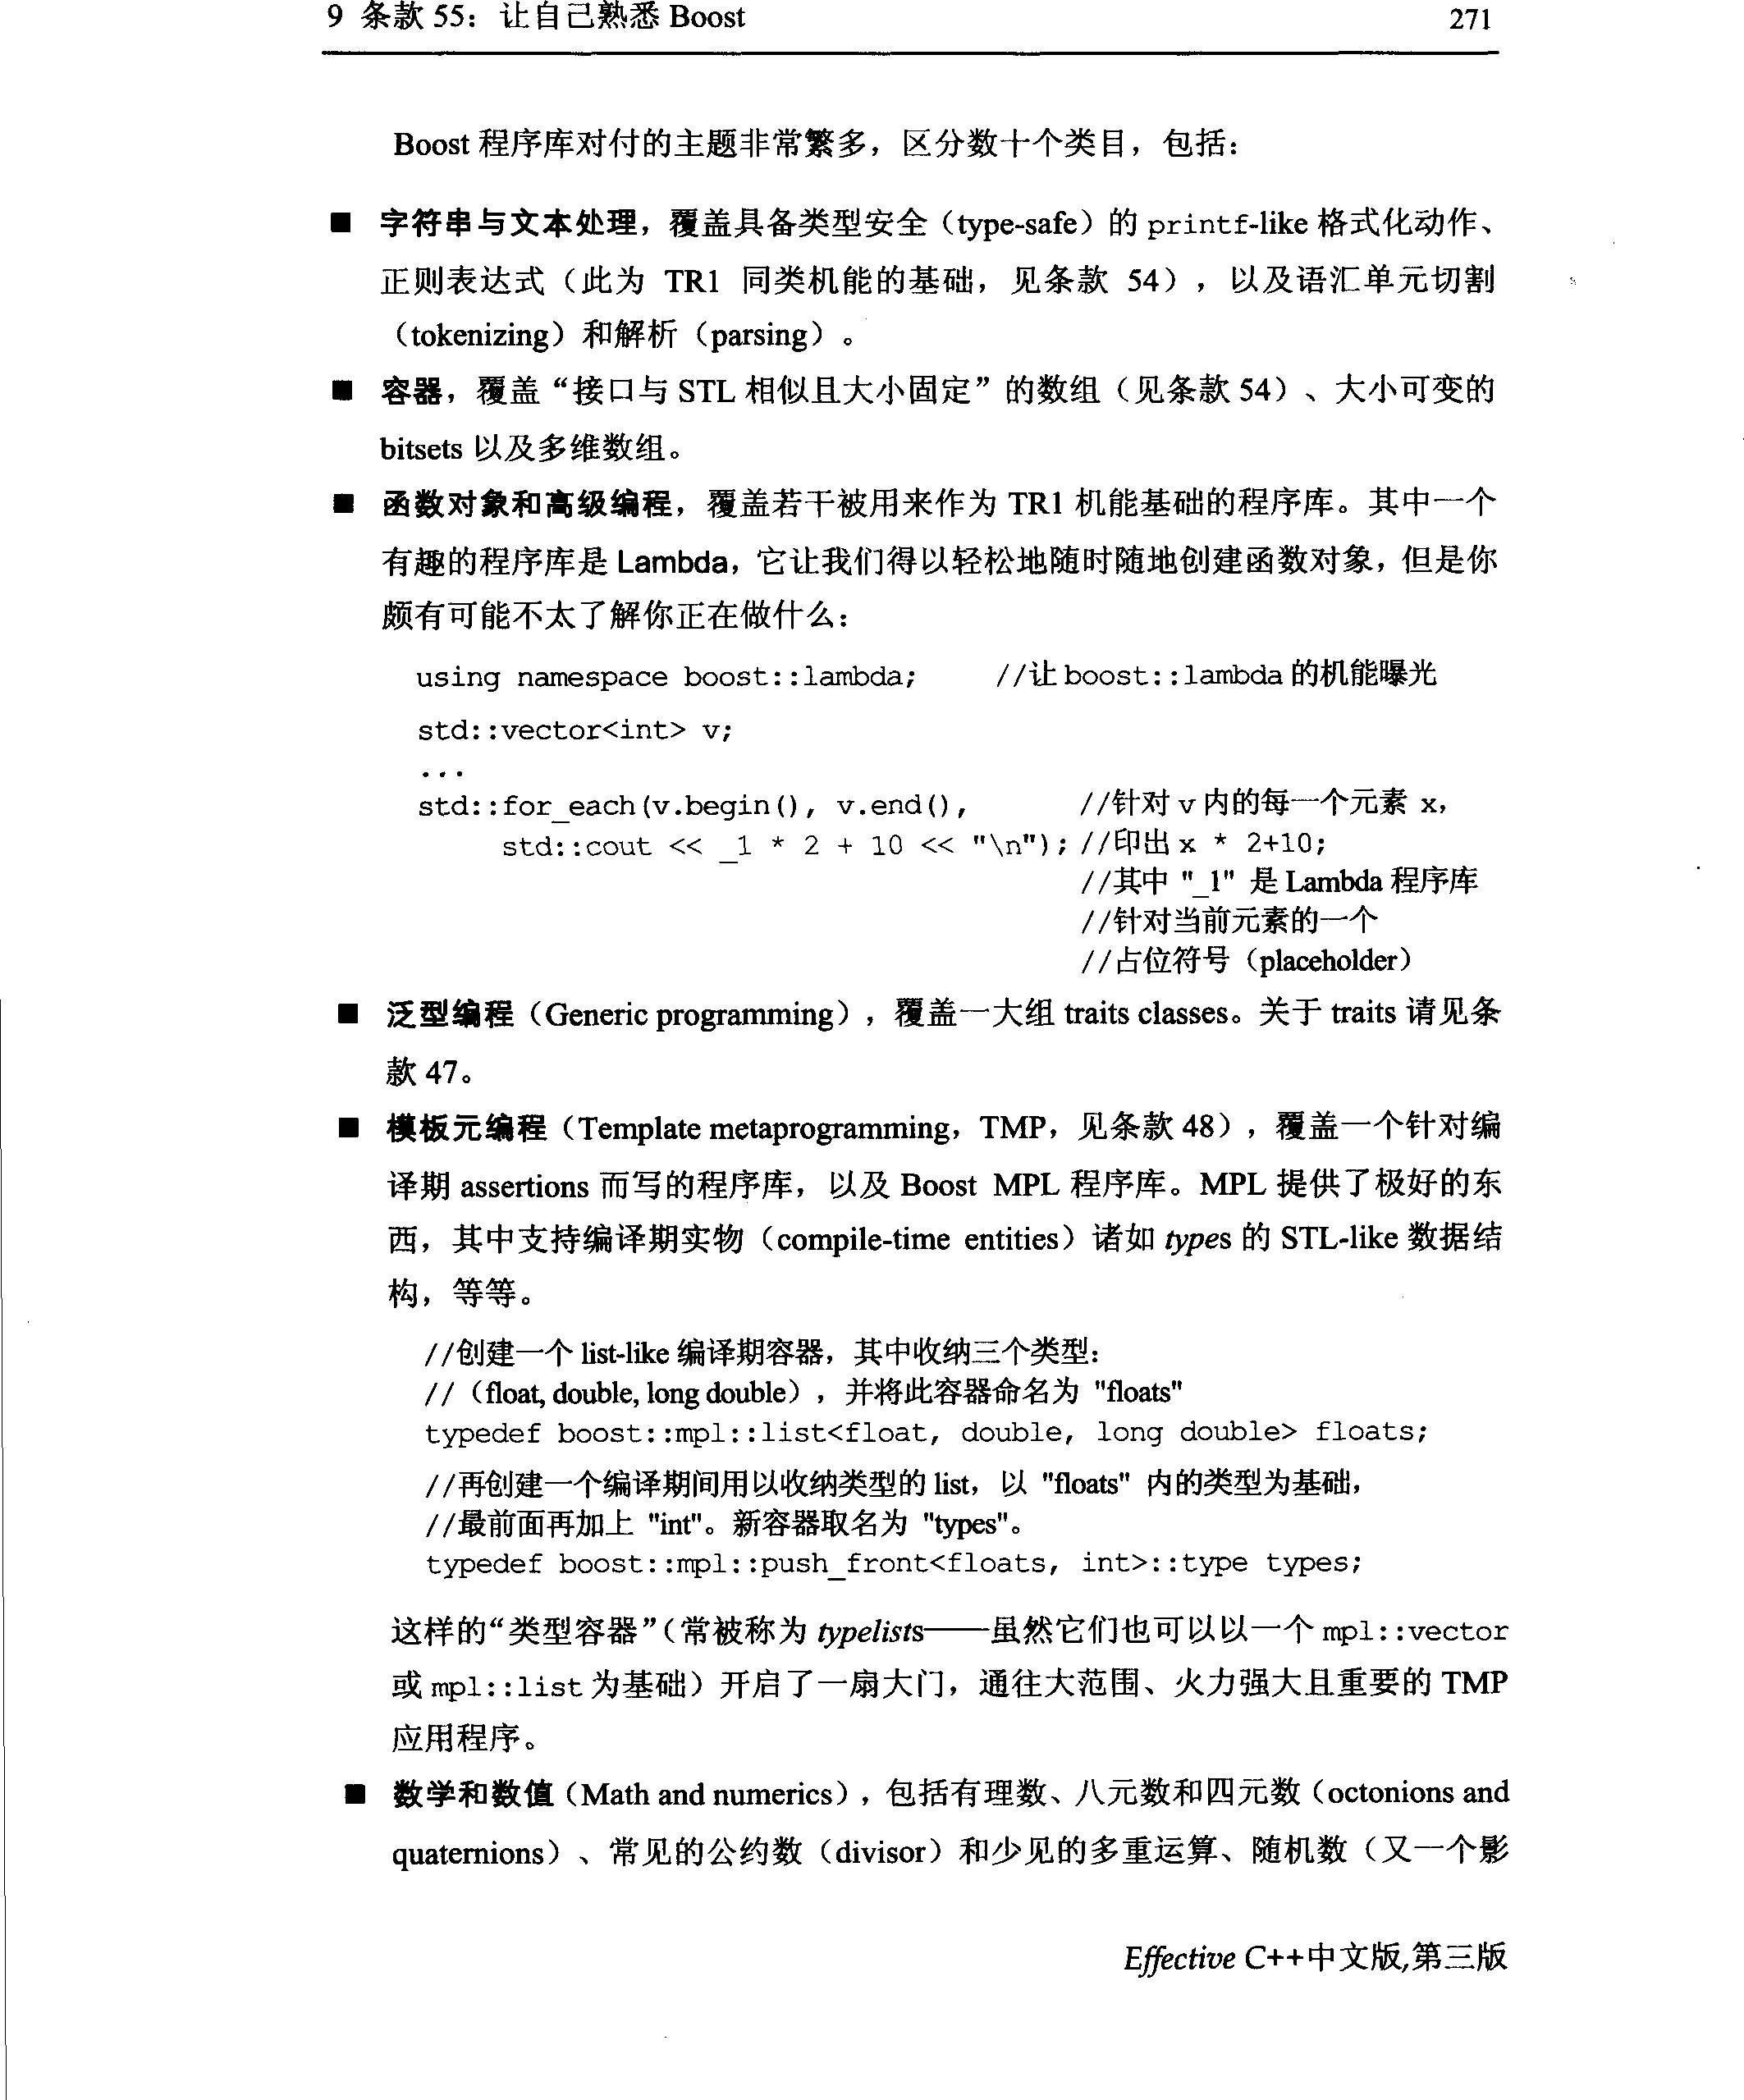 9 条款 55：让自己熟悉 Boost 271
Boost 程序库对付的主题非常繁多，区分数十个类目，包括：
■ 字符串与文本处理，覆盖具备类型安全（type-safe）的 printf-like 格式化动作、
正则表达式（此为 TR1 同类机能的基础，见条款 54），以及语汇单元切割
（tokenizing）和解析（parsing）。
■ 容器，覆盖“接口与 STL 相似且大小固定”的数组（见条款 54）、大小可变的
bitsets 以及多维数组。
■ 函数对象和高级编程，覆盖若干被用来作为 TR1 机能基础的程序库。其中一个
有趣的程序库是 Lambda，它让我们得以轻松地随时随地创建函数对象，但是你
颇有可能不太了解你正在做什么：
using namespace boost::lambda; //让 boost::lambda 的机能曝光
std::vector<int> v;
...
std::for_each(v.begin(), v.end(), //针对 v 内的每一个元素 x，
std::cout << _1 * 2 + 10 << "\n"); //印出 x * 2+10;
//其中 "_1" 是 Lambda 程序库
//针对当前元素的一个
//占位符号（placeholder）
■ 泛型编程（Generic programming），覆盖一大组 traits classes。关于 traits 请见条
款 47。
■ 模板元编程（Template metaprogramming，TMP，见条款 48），覆盖一个针对编
译期 assertions 而写的程序库，以及 Boost MPL 程序库。MPL 提供了极好的东
西，其中支持编译期实物（compile-time entities）诸如 types 的 STL-like 数据结
构，等等。
//创建一个 list-like 编译期容器，其中收纳三个类型：
//（float, double, long double），并将此容器命名为 "floats"
typedef boost::mpl::list<float, double, long double> floats;
//再创建一个编译期间用以收纳类型的 list，以 "floats" 内的类型为基础，
//最前面再加上 "int"。新容器取名为 "types"。
typedef boost::mpl::push_front<floats, int>::type types;
这样的“类型容器”（常被称为 typelists——虽然它们也可以以一个 mpl::vector
或 mpl::list 为基础）开启了一扇大门，通往大范围、火力强大且重要的 TMP
应用程序。
■ 数学和数值（Math and numerics），包括有理数、八元数和四元数（octonions and
quaternions）、常见的公约数（divisor）和少见的多重运算、随机数（又一个影
Effective C++中文版,第三版